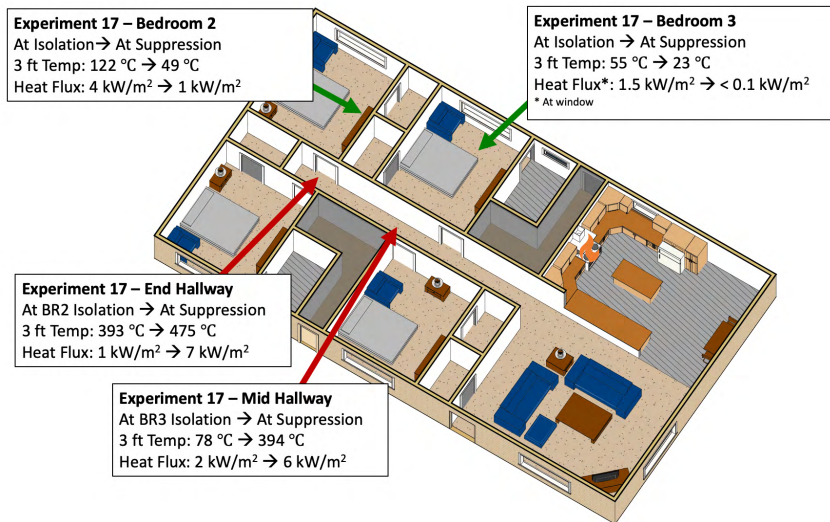 Experiment 17 – Bedroom 2
At Isolation→ At Suppression
3 ft Temp: 122 °C → 49 °C
Heat Flux: 4 kW/m² → 1 kW/m²
Experiment 17 – Bedroom 3
At Isolation → At Suppression
3 ft Temp: 55 °C → 23 °C
Heat Flux*: 1.5 kW/m² → < 0.1 kW/m²
* At window
Experiment 17 – End Hallway
At BR2 Isolation → At Suppression
3 ft Temp: 393 °C → 475 °C
Heat Flux: 1 kW/m² → 7 kW/m²
Experiment 17 – Mid Hallway
At BR3 Isolation → At Suppression
3 ft Temp: 78 °C → 394 °C
Heat Flux: 2 kW/m² → 6 kW/m²